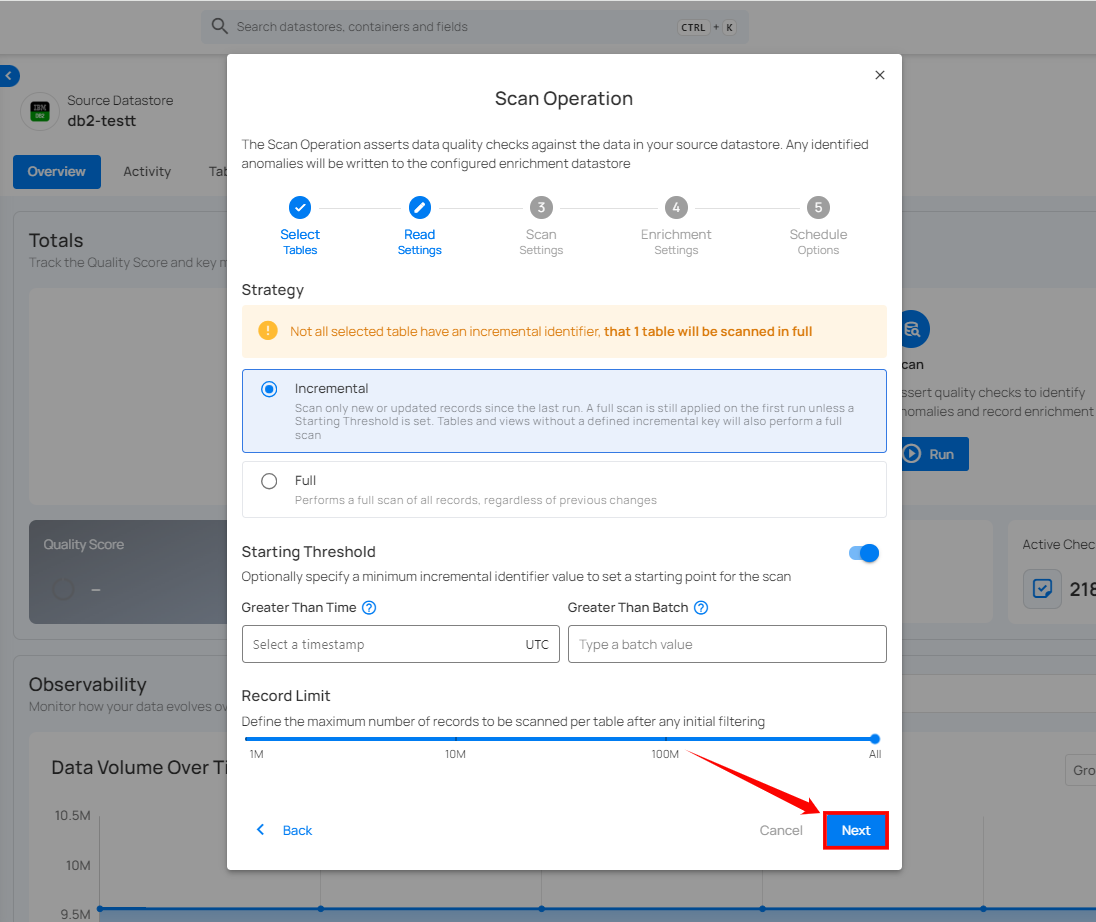 Search datastores, containers and fields
CTRL + K
Source Datastore
db2-testt
Overview
Activity
Totals
Track the Quality Score and key
Quality Score
–
Observability
Data Volume Over
10.5M
10M
9.5M
Scan Operation
The Scan Operation asserts data quality checks against the data in your source datastore. Any identified
anomalies will be written to the configured enrichment datastore
3
4
5
Select
Tables
Read
Settings
Scan
Settings
Enrichment
Settings
Schedule
Options
Strategy
Not all selected table have an incremental identifier, that 1 table will be scanned in full
Incremental
Scan only new or updated records since the last run. A full scan is still applied on the first run unless a
Starting Threshold is set. Tables and views without a defined incremental key will also perform a full
scan
Full
Performs a full scan of all records, regardless of previous changes
Starting Threshold
Optionally specify a minimum incremental identifier value to set a starting point for the scan
Greater Than Time
Greater Than Batch
Select a timestamp
UTC
Type a batch value
Record Limit
Define the maximum number of records to be scanned per table after any initial filtering
1M
10M
100M
All
Back
Cancel
Next
Monitor how your data evolves
quality checks to identify
and record enrichment
Run
Active
218